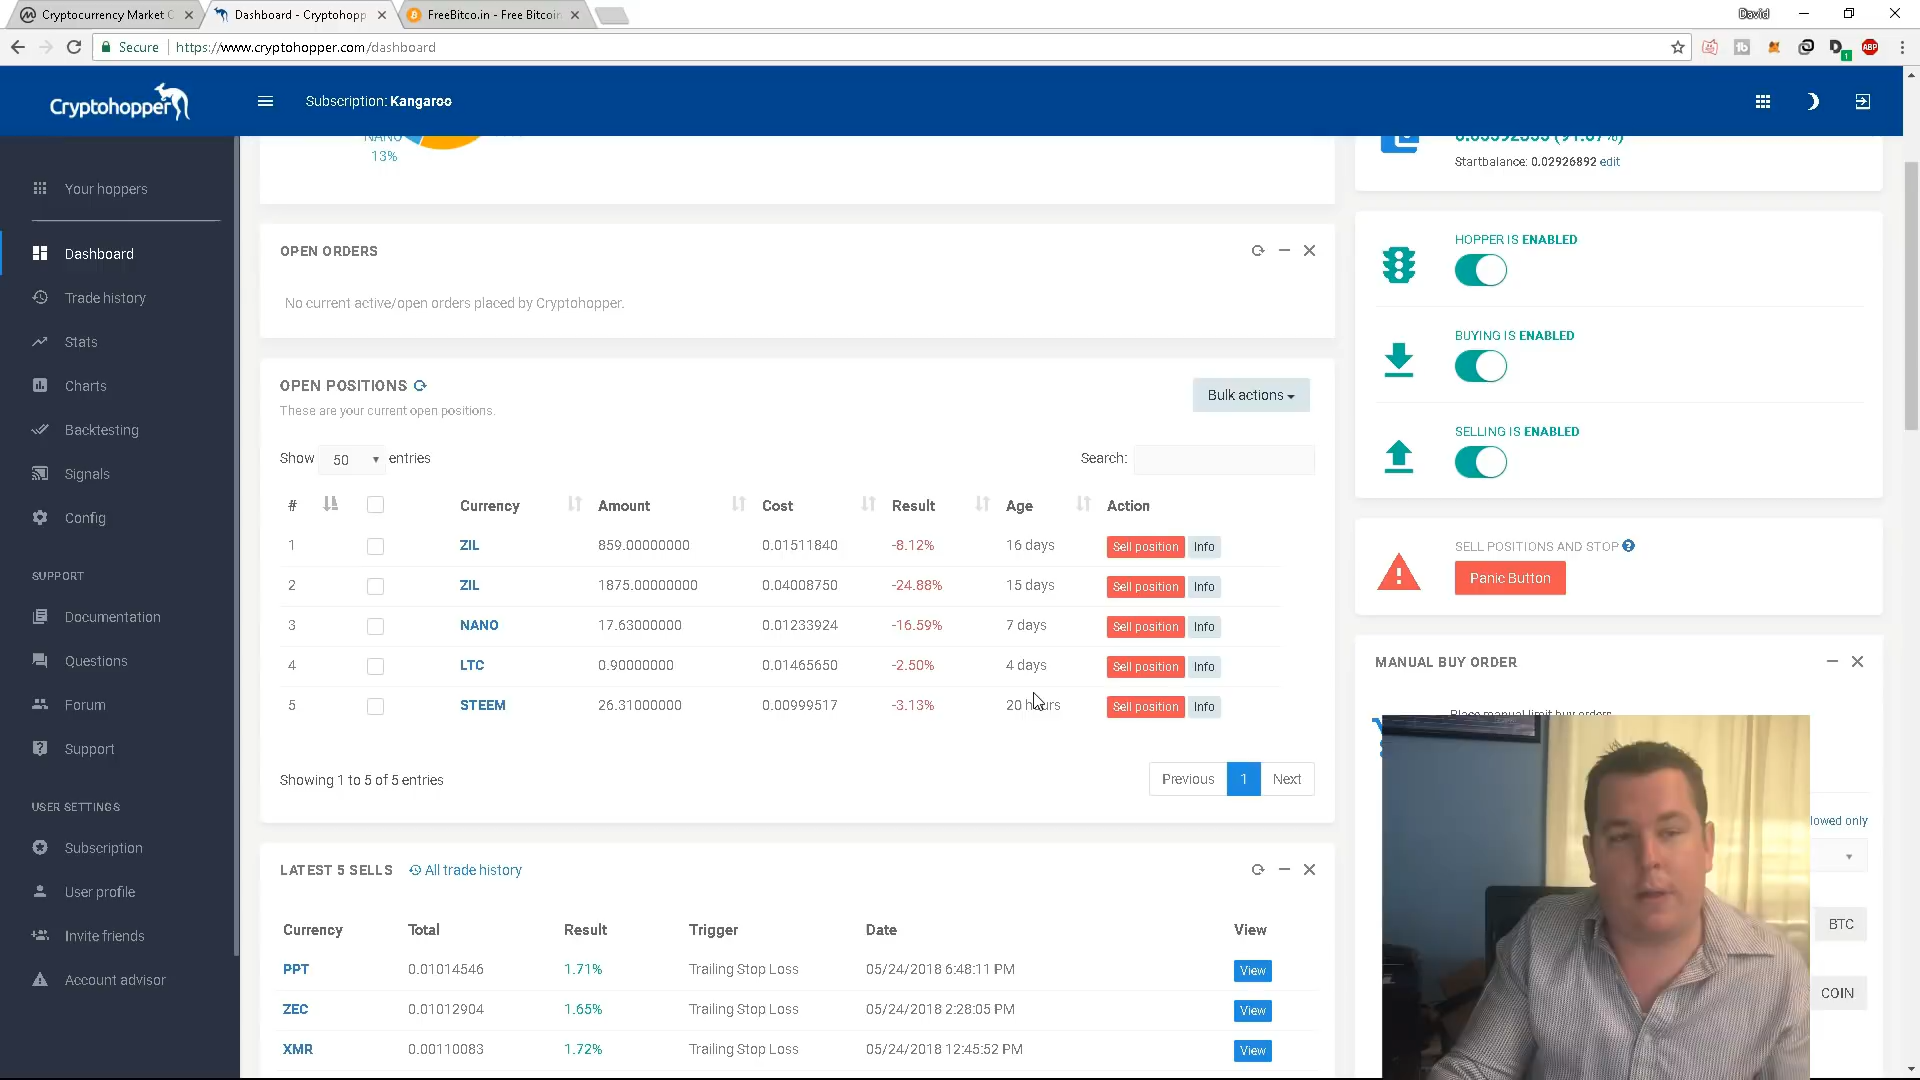 Cryptocurrency Market C
Dashboard - Cryptohopp
FreeBitco.in - Free Bitcoin
David
Secure
https://www.cryptohopper.com/dashboard
ABP
Cryptohopper
Subscription: Kangaroo
Your hoppers
Dashboard
Trade history
Stats
Charts
Backtesting
Signals
Config
SUPPORT
Documentation
Questions
Forum
Support
USER SETTINGS
Subscription
User profile
Invite friends
Account advisor
NANO
13%
OPEN ORDERS
No current active/open orders placed by Cryptohopper.
OPEN POSITIONS
These are your current open positions.
Bulk actions
Show 50 entries
Search:
# Currency Amount Cost Result Age Action
1 ZIL 859.00000000 0.01511840 -8.12% 16 days Sell position Info
2 ZIL 1875.00000000 0.04008750 -24.88% 15 days Sell position Info
3 NANO 17.63000000 0.01233924 -16.59% 7 days Sell position Info
4 LTC 0.90000000 0.01465650 -2.50% 4 days Sell position Info
5 STEEM 26.31000000 0.00999517 -3.13% 20 hours Sell position Info
Showing 1 to 5 of 5 entries
Previous 1 Next
LATEST 5 SELLS All trade history
Currency Total Result Trigger Date View
PPT 0.01014546 1.71% Trailing Stop Loss 05/24/2018 6:48:11 PM View
ZEC 0.01012904 1.65% Trailing Stop Loss 05/24/2018 2:28:05 PM View
XMR 0.00110083 1.72% Trailing Stop Loss 05/24/2018 12:45:52 PM View
Startbalance: 0.02926892 edit
HOPPER IS ENABLED
BUYING IS ENABLED
SELLING IS ENABLED
SELL POSITIONS AND STOP
Panic Button
MANUAL BUY ORDER
Place manual limit buy orders
lowed only
BTC
COIN